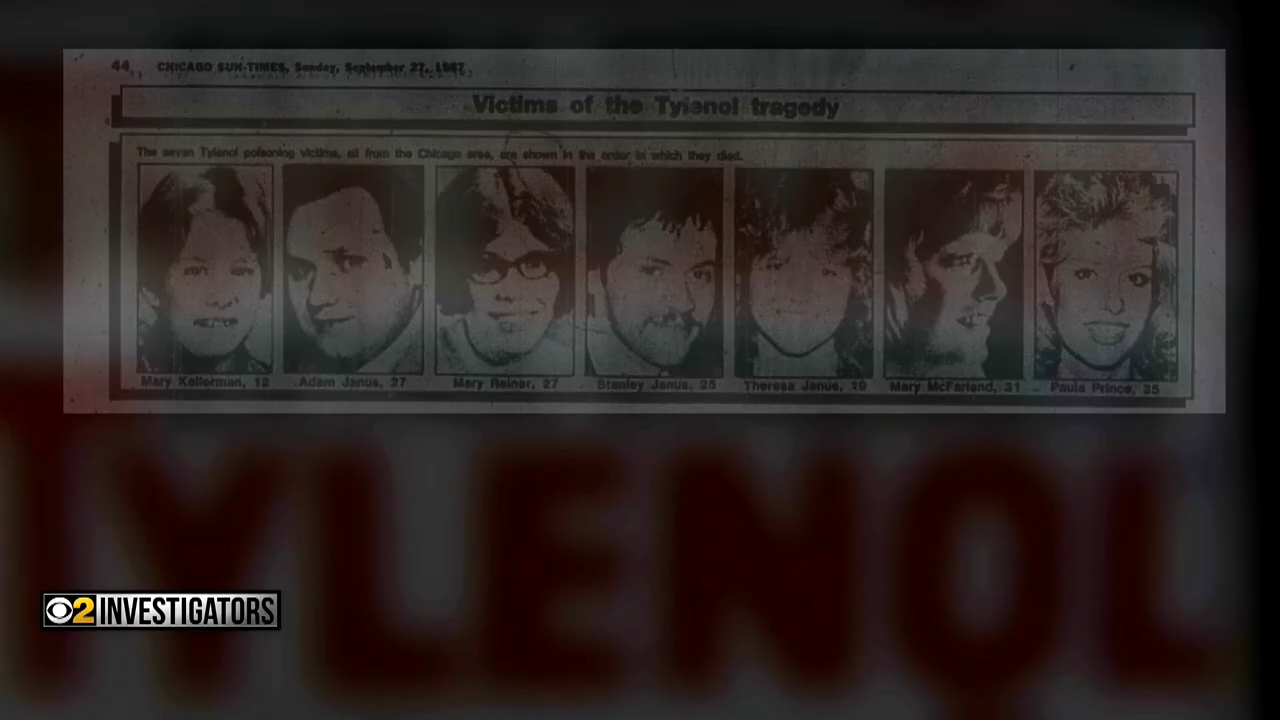 44 CHICAGO SUN-TIMES, Sunday, September 27, 1987
Victims of the Tylenol tragedy
The seven Tylenol poisoning victims, all from the Chicago area, are shown in the order in which they died.
Mary Kellerman, 12 Adam Janus, 27 Mary Reiner, 27 Stanley Janus, 25 Theresa Janus, 19 Mary McFarland, 31 Paula Prince, 35
TYLENOL
2 INVESTIGATORS